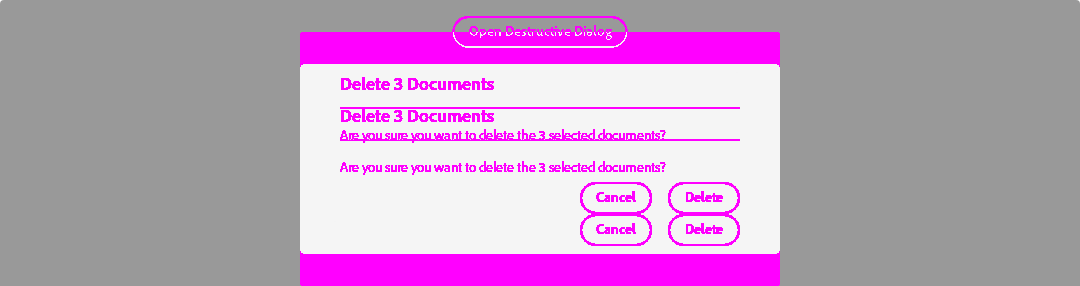 Open Destructive Dialog
Delete 3 Documents
Delete 3 Documents
Are you sure you want to delete the 3 selected documents?
Are you sure you want to delete the 3 selected documents?
Cancel Delete
Cancel Delete